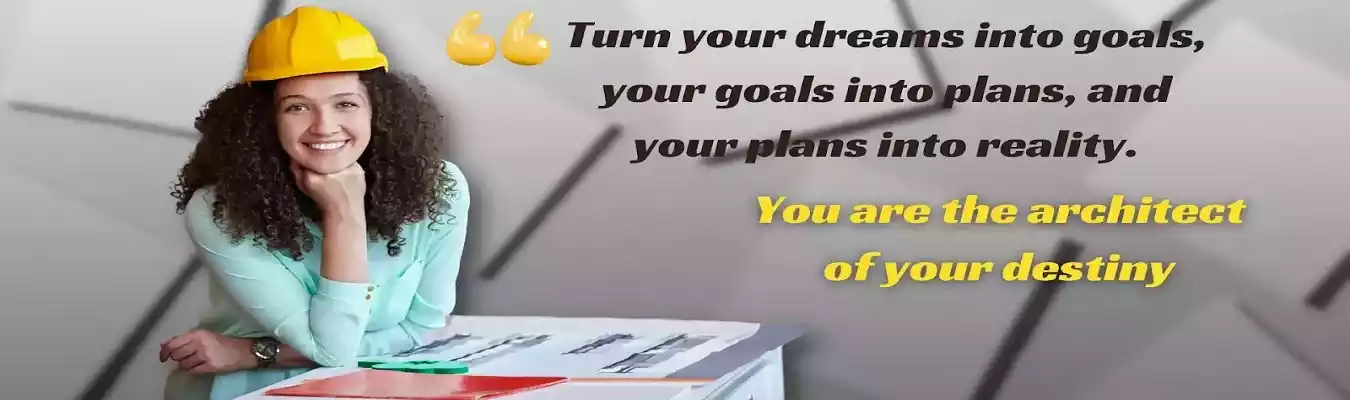 “ Turn your dreams into goals,
your goals into plans, and
your plans into reality.
You are the architect
of your destiny